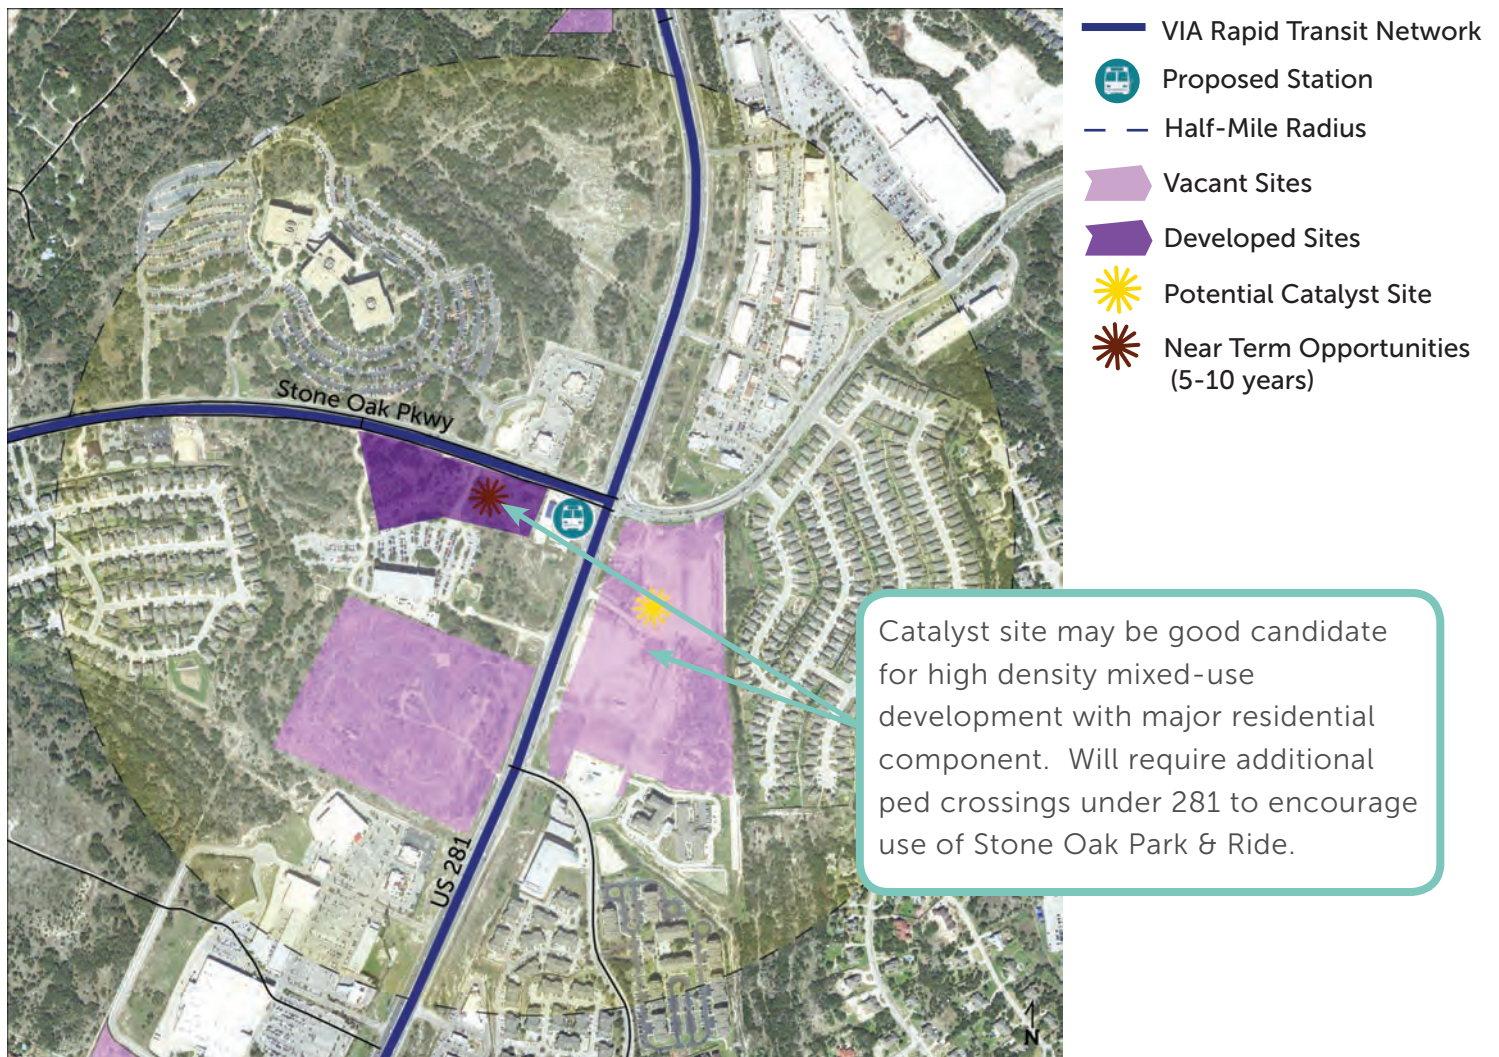 VIA Rapid Transit Network
Proposed Station
Half-Mile Radius
Vacant Sites
Developed Sites
Potential Catalyst Site
Near Term Opportunities
(5-10 years)
Stone Oak Pkwy
US 281
Catalyst site may be good candidate
for high density mixed-use
development with major residential
component.  Will require additional
ped crossings under 281 to encourage
use of Stone Oak Park & Ride.
N